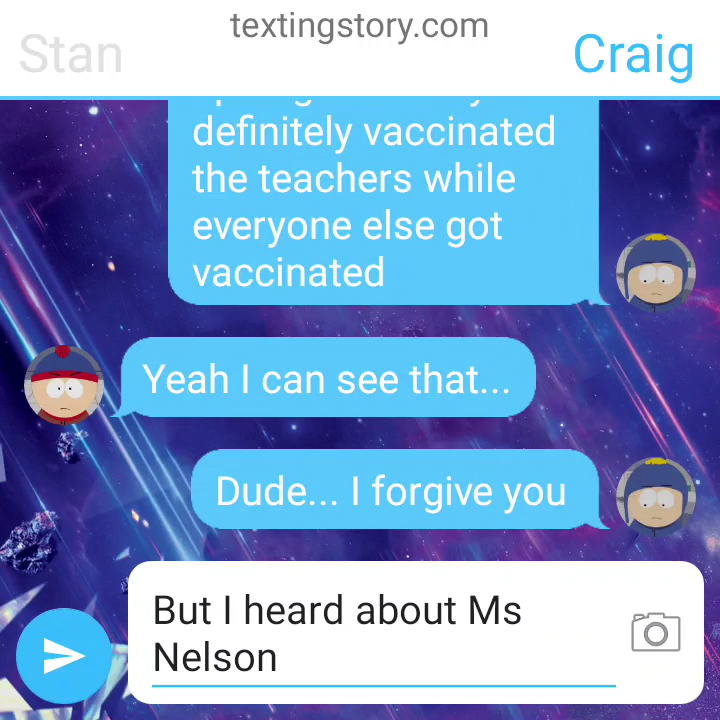 textingstory.com
Stan
Craig
definitely vaccinated
the teachers while
everyone else got
vaccinated
Yeah I can see that...
Dude... I forgive you
But I heard about Ms
Nelson